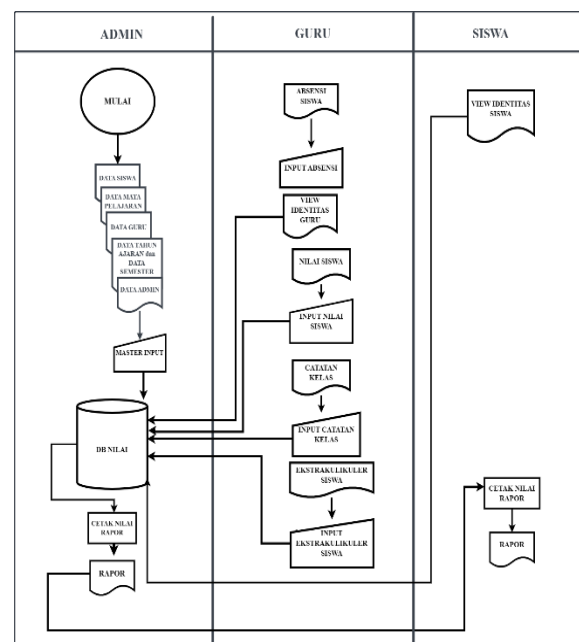 ADMIN
GURU
SISWA
MULAI
DATA SISWA
DATA MATA
PELAJARAN
DATA GURU
DATA TAHUN
AJARAN dan
DATA
SEMESTER
DATA ADMIN
MASTER INPUT
DB NILAI
CETAK NILAI
RAPOR
RAPOR
ABSENSI
SISWA
INPUT ABSENSI
VIEW
IDENTITAS
GURU
NILAI SISWA
INPUT NILAI
SISWA
CATATAN
KELAS
INPUT CATATAN
KELAS
EKSTRAKULIKULER
SISWA
INPUT
EKSTRAKULIKULER
SISWA
VIEW IDENTITAS
SISWA
CETAK NILAI
RAPOR
RAPOR